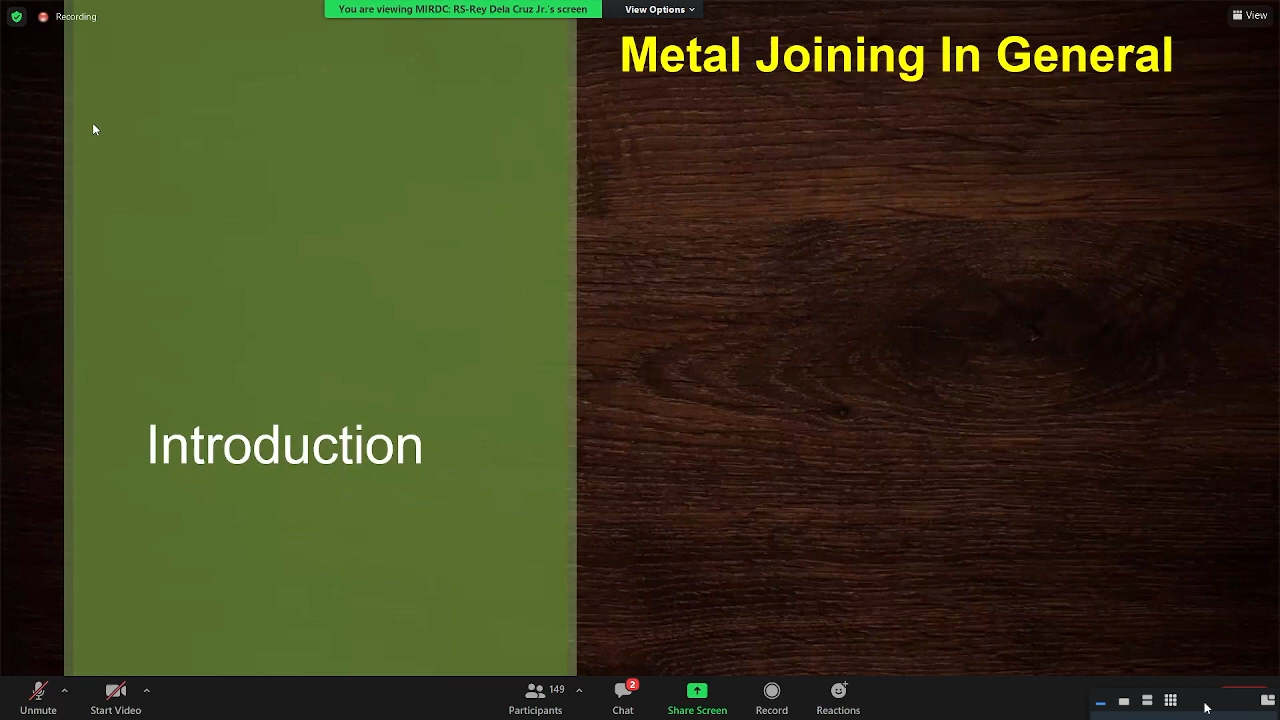 Recording
You are viewing MIRDC: RS-Rey Dela Cruz Jr.'s screen
View Options
View
Metal Joining In General
Introduction
Unmute
Start Video
149
Participants
2
Chat
Share Screen
Record
Reactions